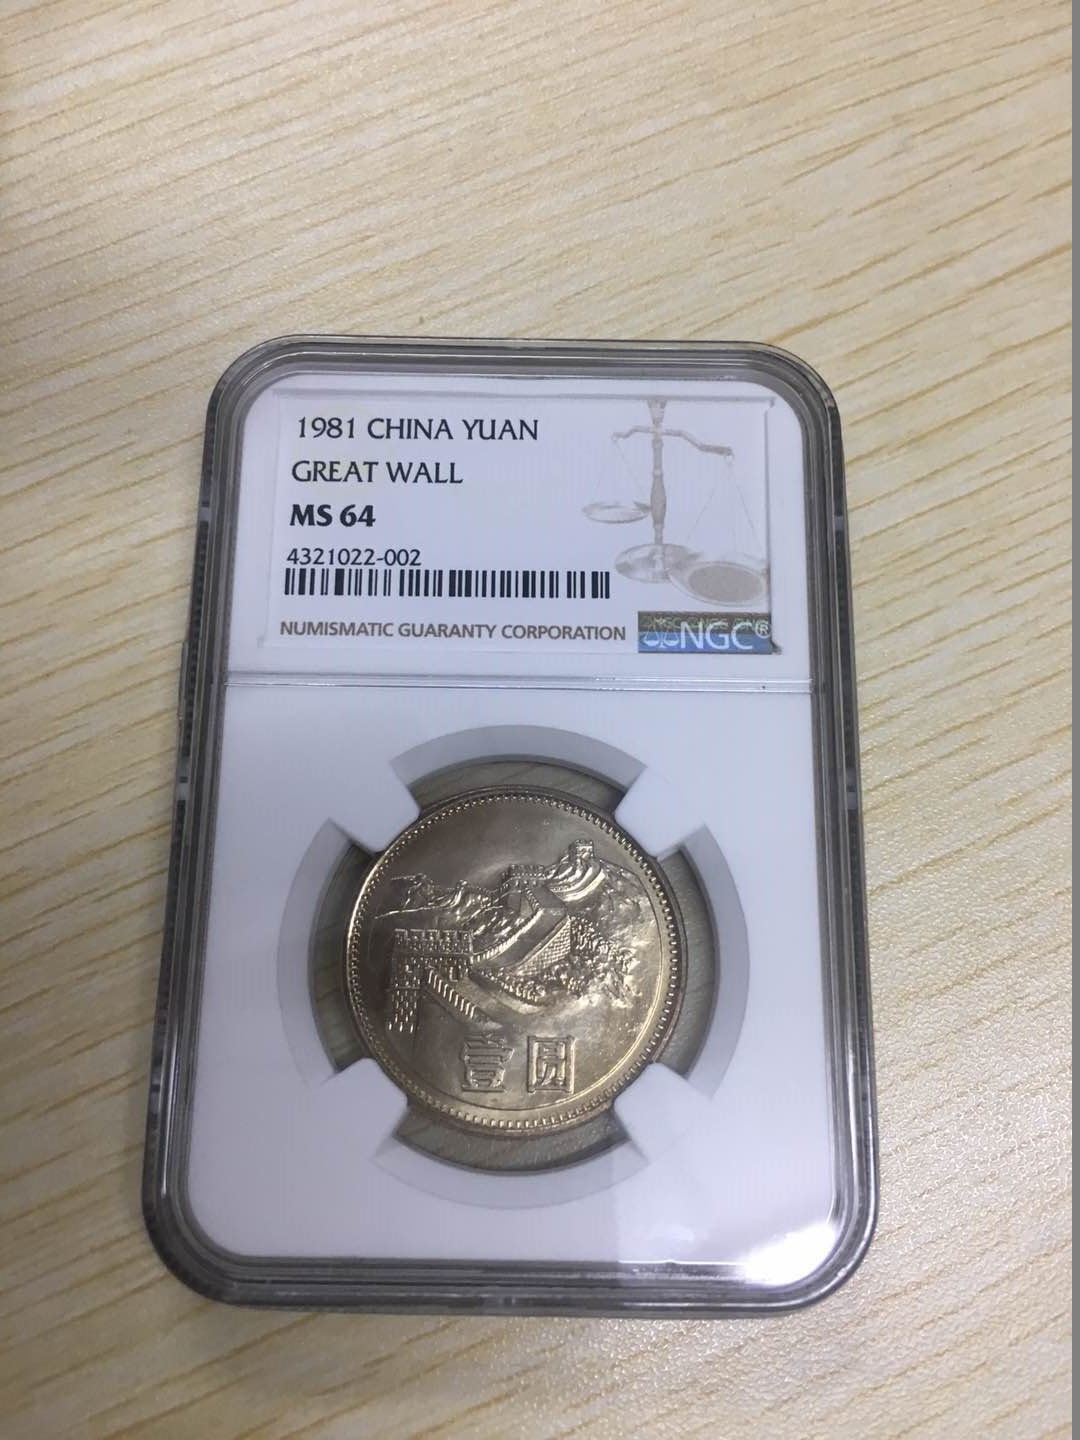 1981 CHINA YUAN
GREAT WALL
MS 64
4321022-002
NUMISMATIC GUARANTY CORPORATION
NGC®
壹圆